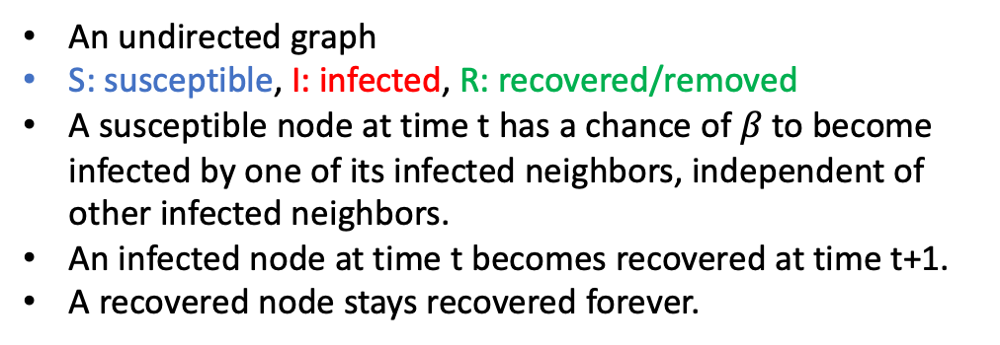 • An undirected graph
• S: susceptible, I: infected, R: recovered/removed
• A susceptible node at time t has a chance of 𝛽 to become
infected by one of its infected neighbors, independent of
other infected neighbors.
• An infected node at time t becomes recovered at time t+1.
• A recovered node stays recovered forever.